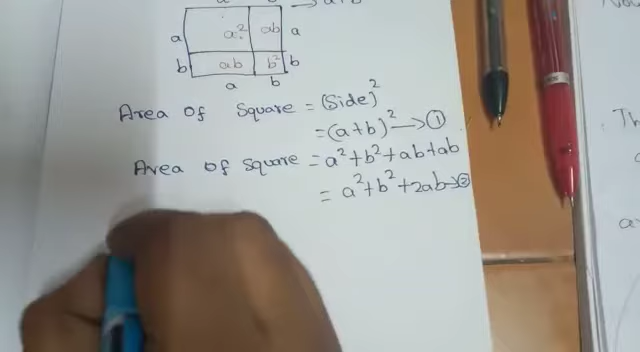 a² ab a
a
b ab b² b
a b
Area of Square = (Side)²
= (a+b)² → ①
Area of Square = a²+b²+ab+ab
= a²+b²+2ab→②